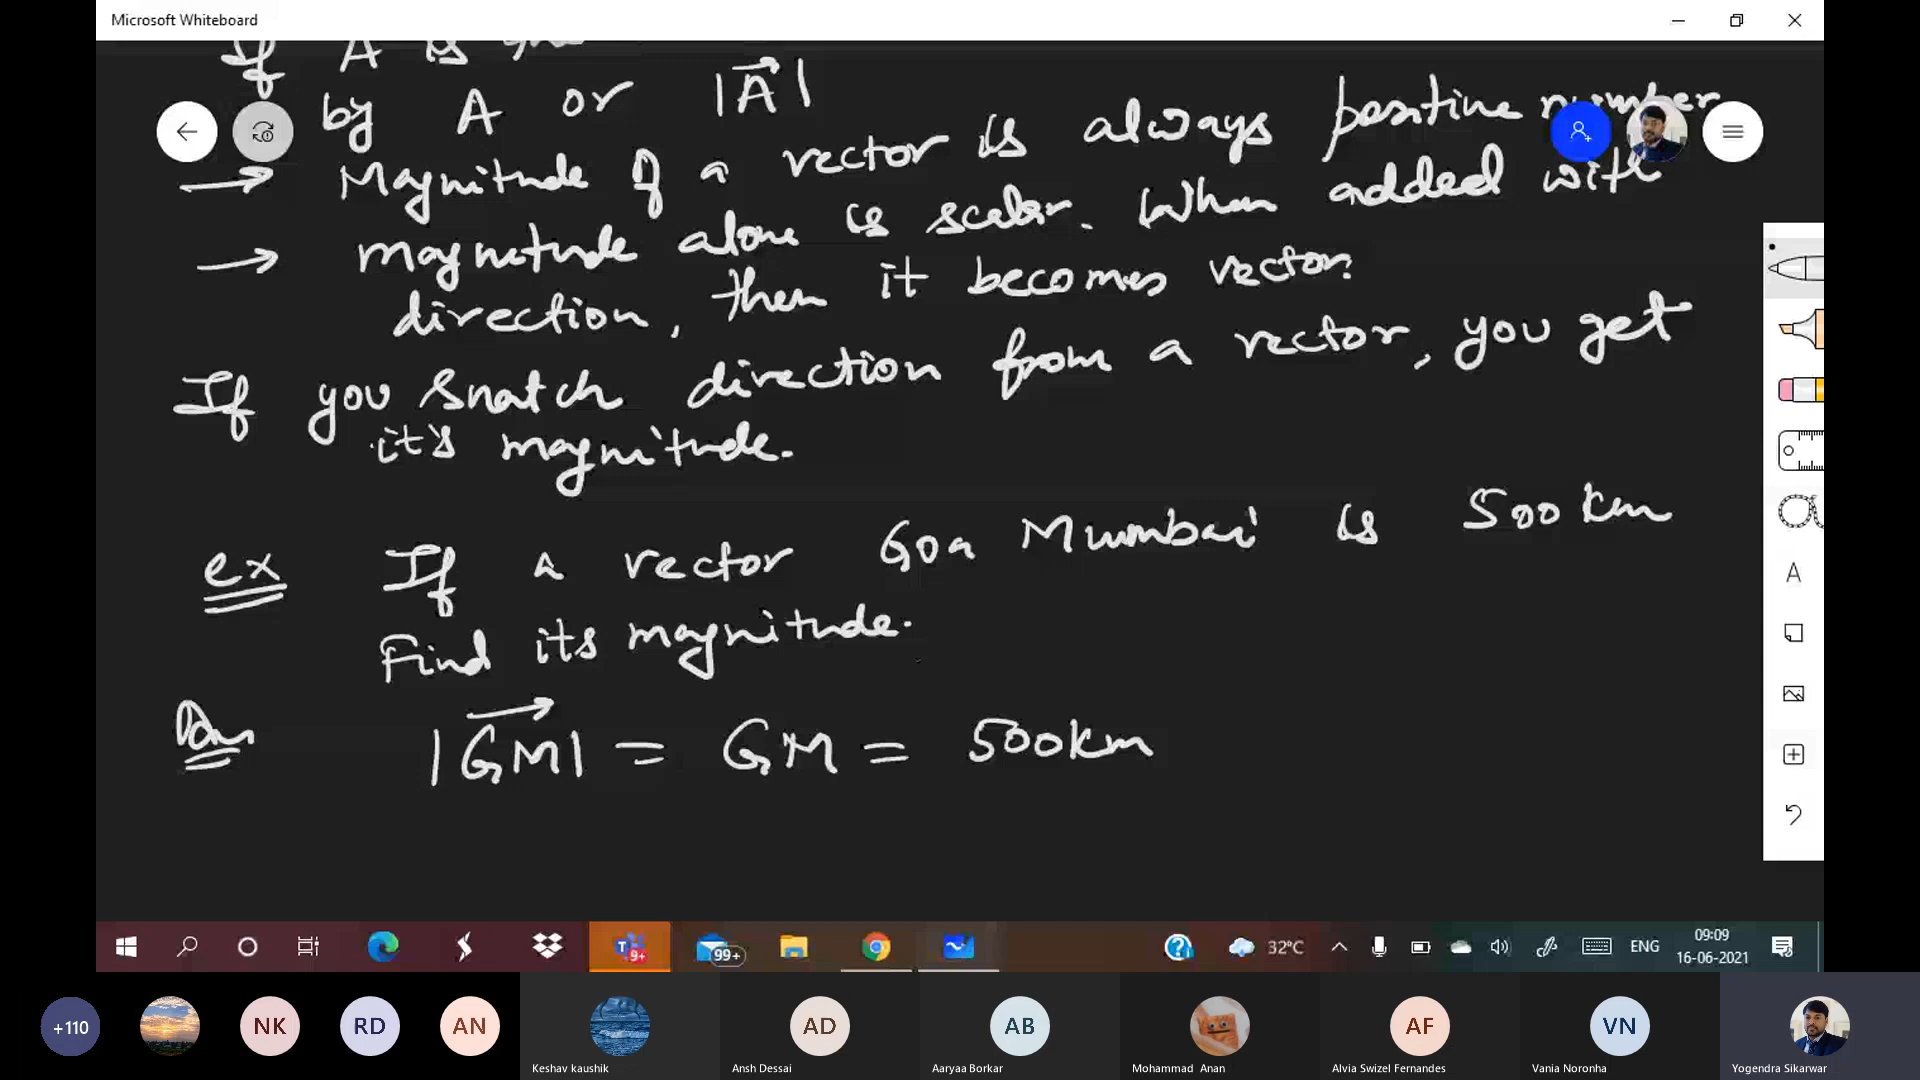 Microsoft Whiteboard
If A is
by A or |A|
→ Magnitude of a vector is always positive number
→ magnitude alone is scalar. When added with
direction, then it becomes vector.
If you snatch direction from a vector, you get
it's magnitude.
ex If a vector Goa Mumbai is 500 km
Find its magnitude.
|GM| = GM = 500km
A
99+
9+
32°C
ENG
09:09
16-06-2021
+110
NK
RD
AN
AD
AB
AF
VN
Keshav kaushik
Ansh Dessai
Aaryaa Borkar
Mohammad Anan
Alvia Swizel Fernandes
Vania Noronha
Yogendra Sikarwar